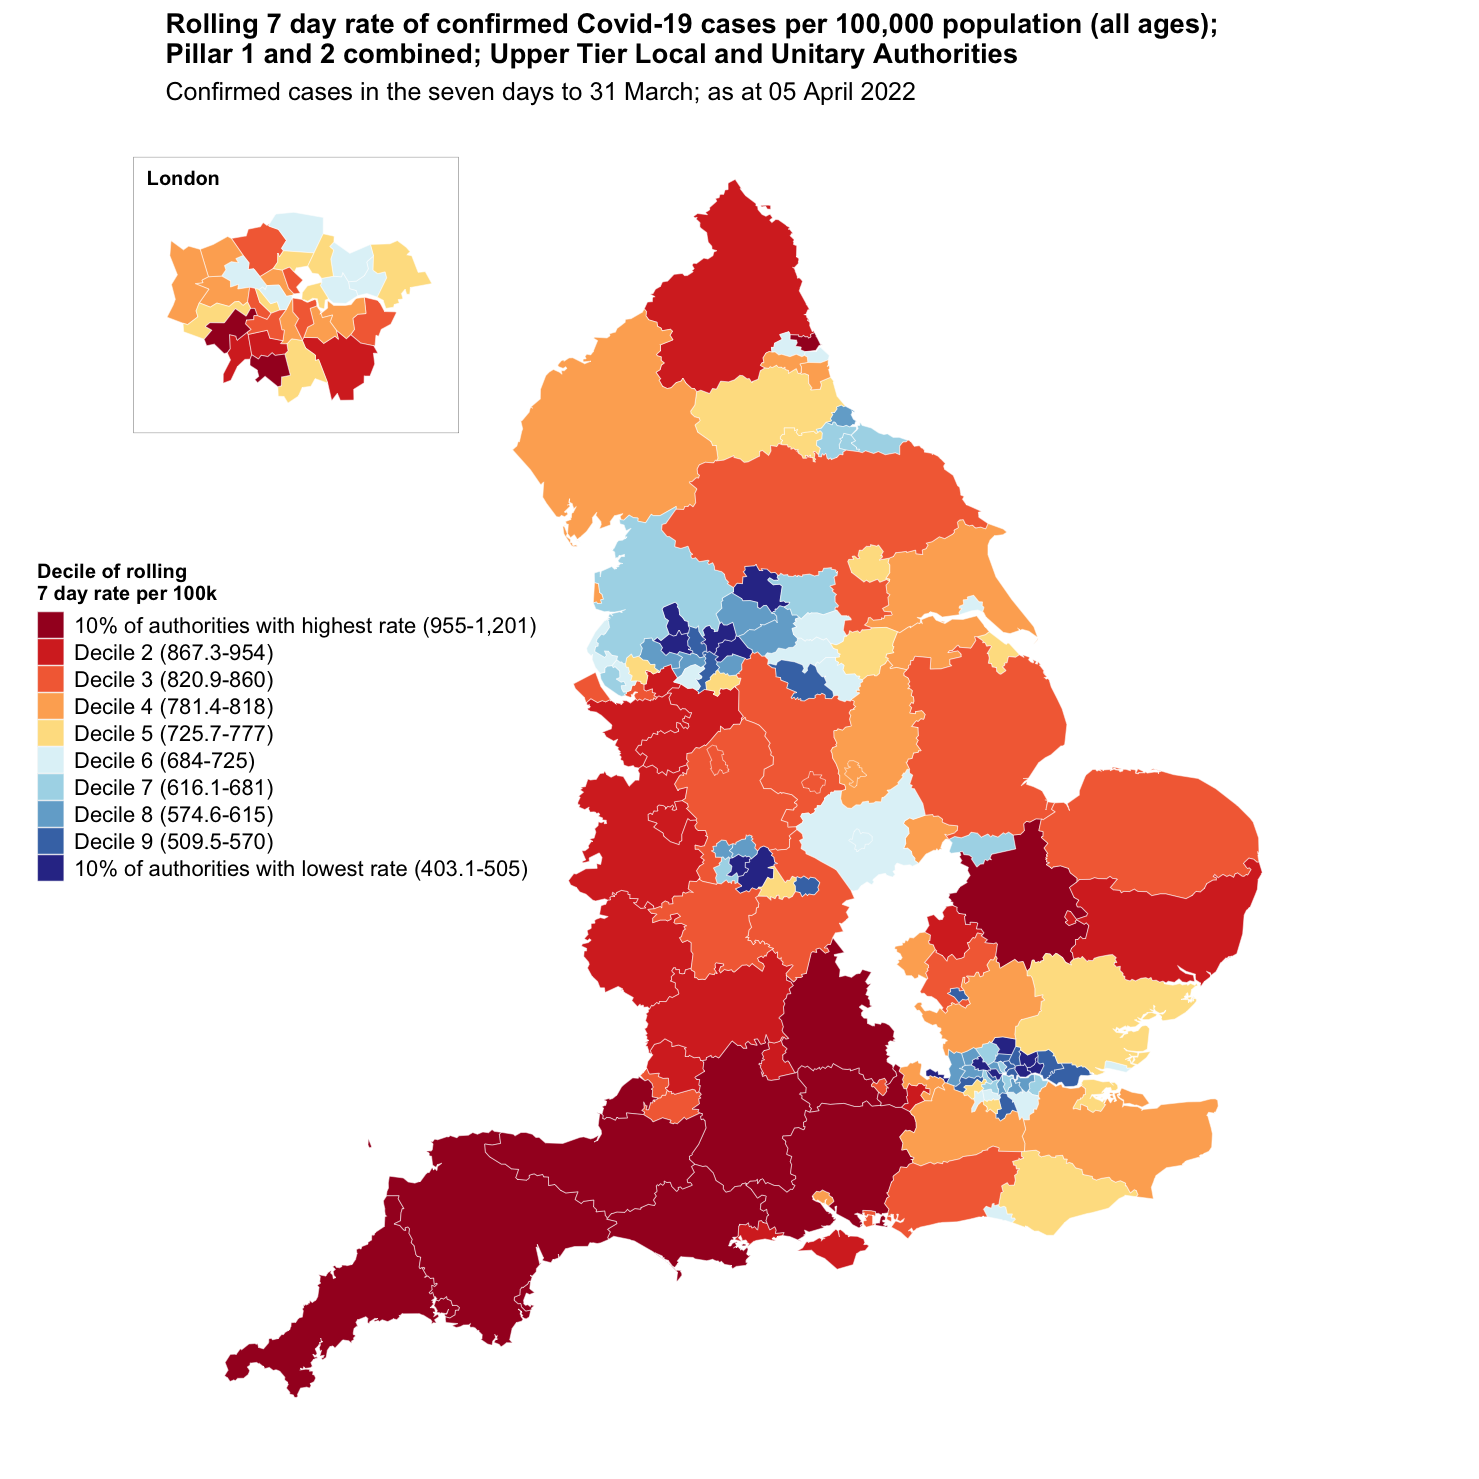 Rolling 7 day rate of confirmed Covid-19 cases per 100,000 population (all ages);
Pillar 1 and 2 combined; Upper Tier Local and Unitary Authorities
Confirmed cases in the seven days to 31 March; as at 05 April 2022
London
Decile of rolling
7 day rate per 100k
10% of authorities with highest rate (955-1,201)
Decile 2 (867.3-954)
Decile 3 (820.9-860)
Decile 4 (781.4-818)
Decile 5 (725.7-777)
Decile 6 (684-725)
Decile 7 (616.1-681)
Decile 8 (574.6-615)
Decile 9 (509.5-570)
10% of authorities with lowest rate (403.1-505)